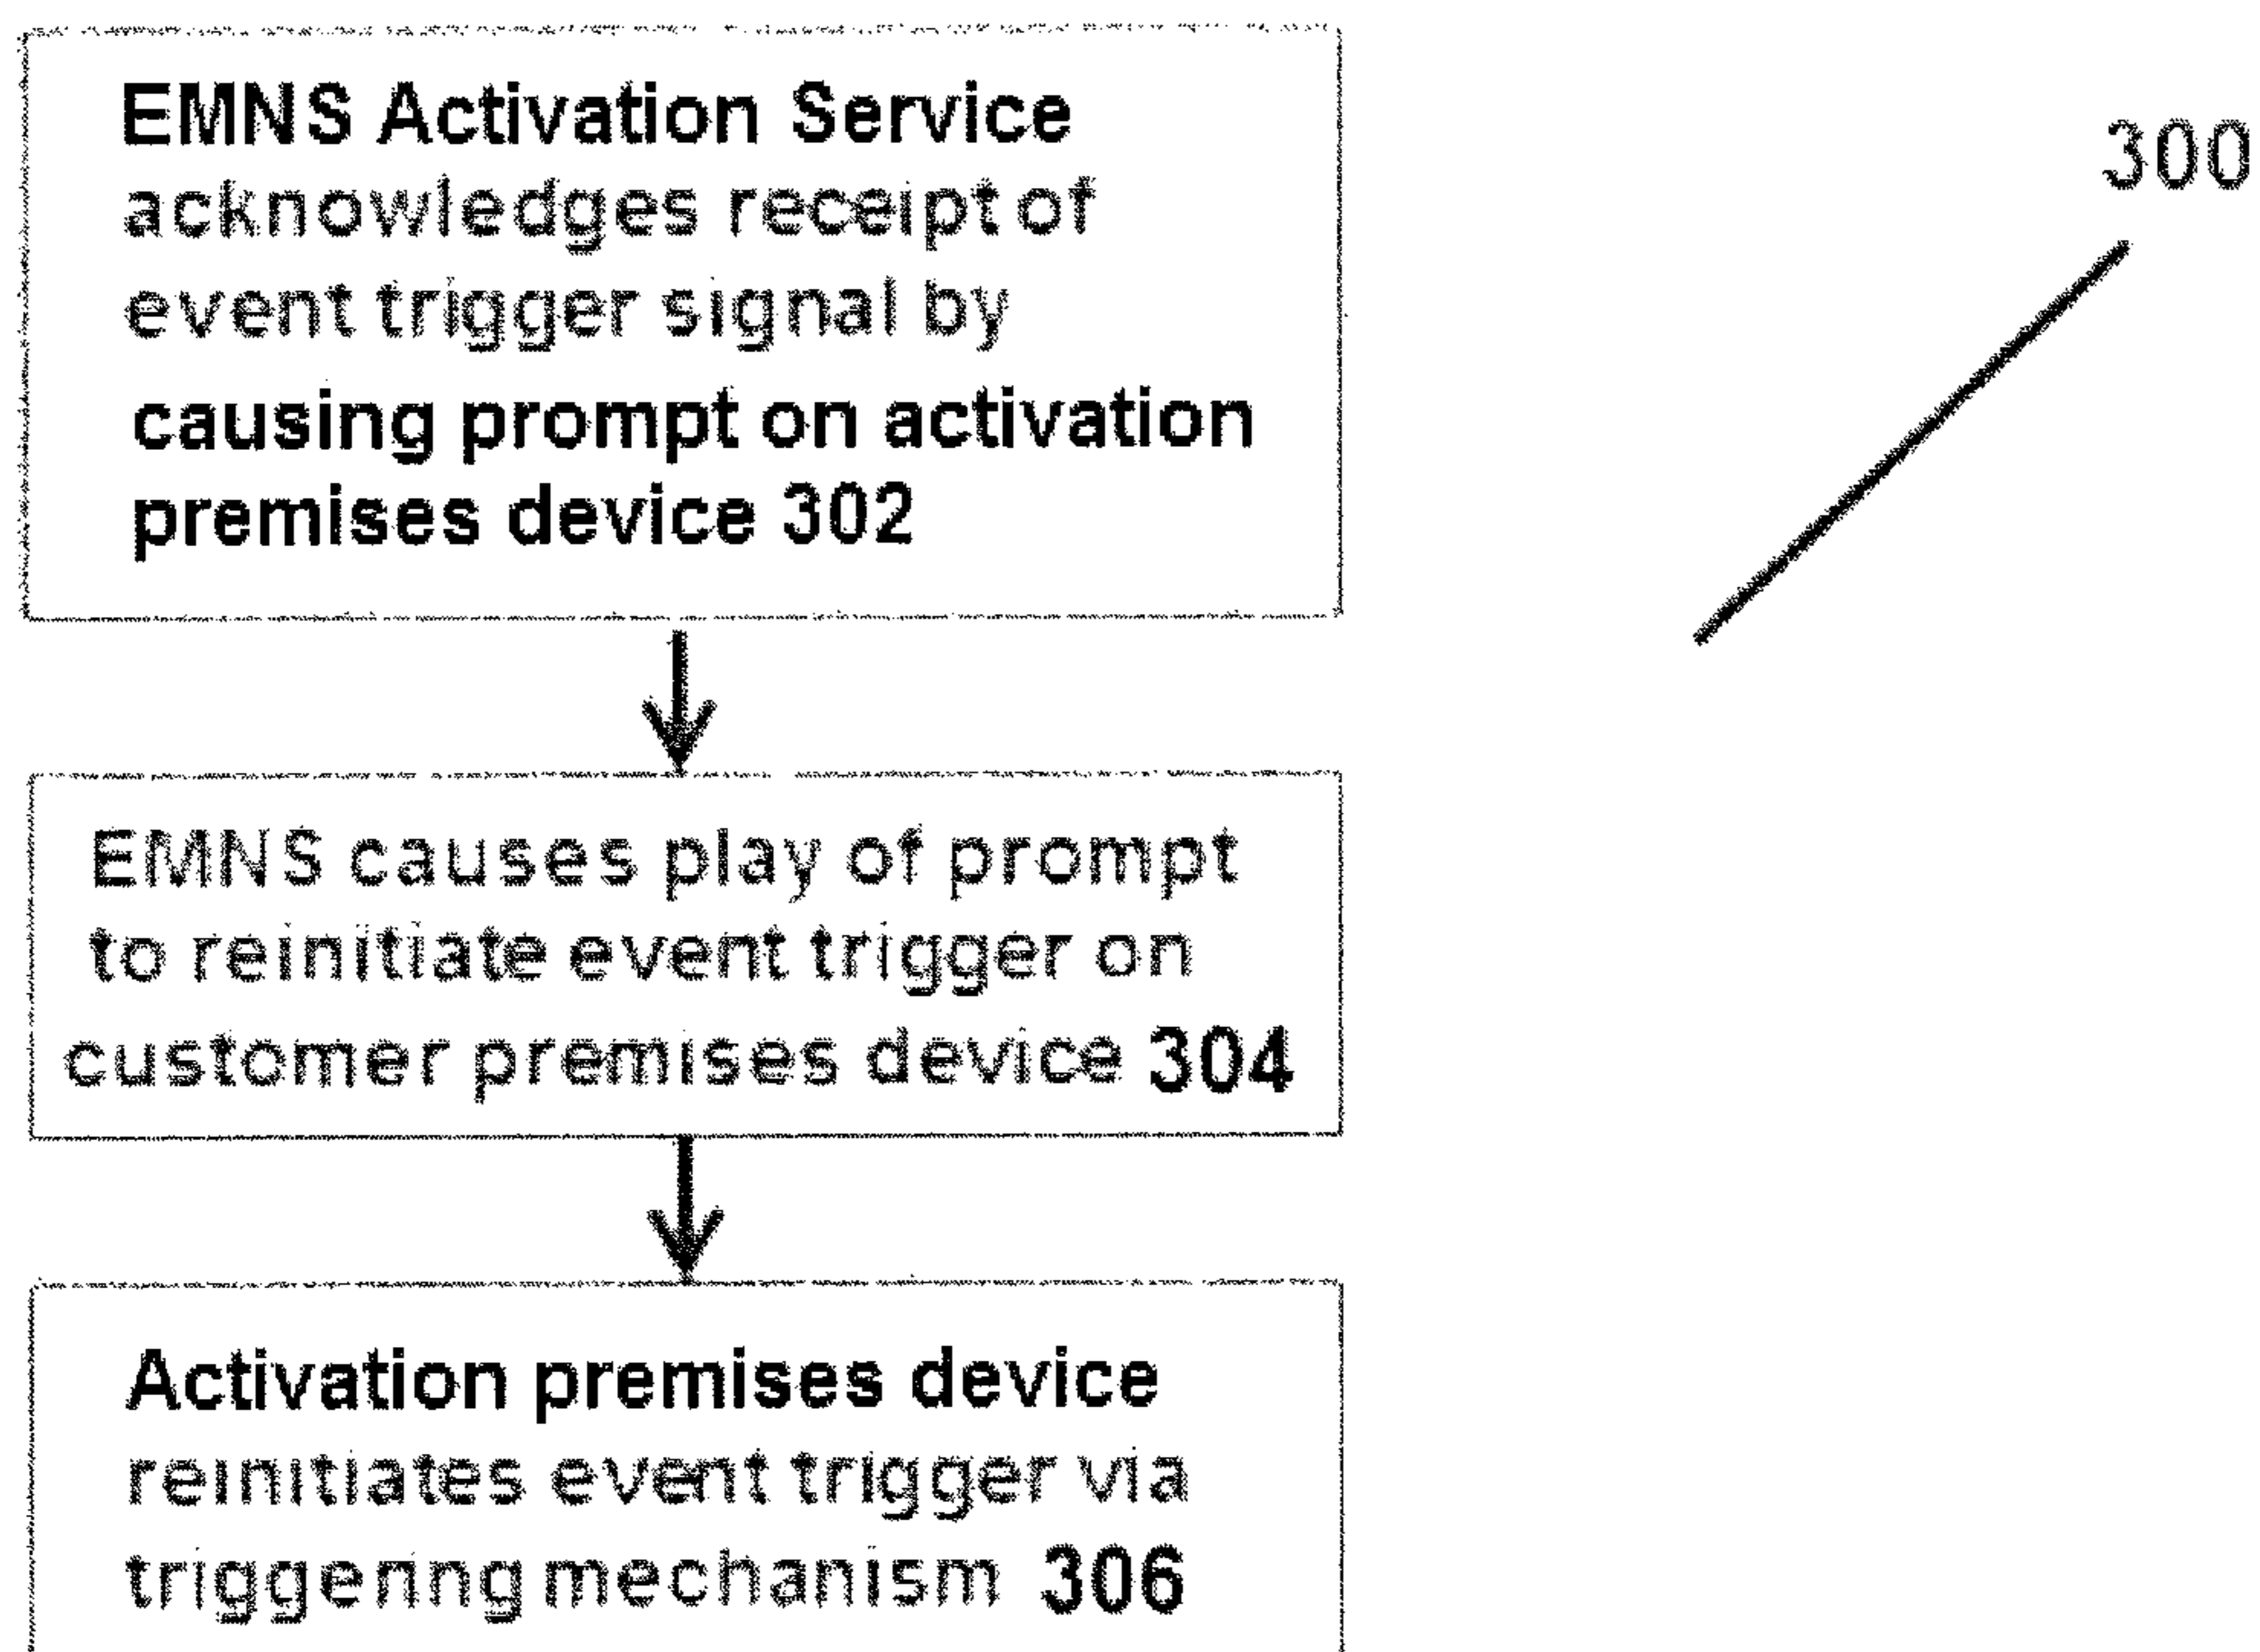 EMNS Activation Service
acknowledges receipt of
event trigger signal by
causing prompt on activation
premises device 302
300
EMNS causes play of prompt
to reinitiate event trigger on
customer premises device 304
Activation premises device
reinitiates event trigger via
triggering mechanism 306